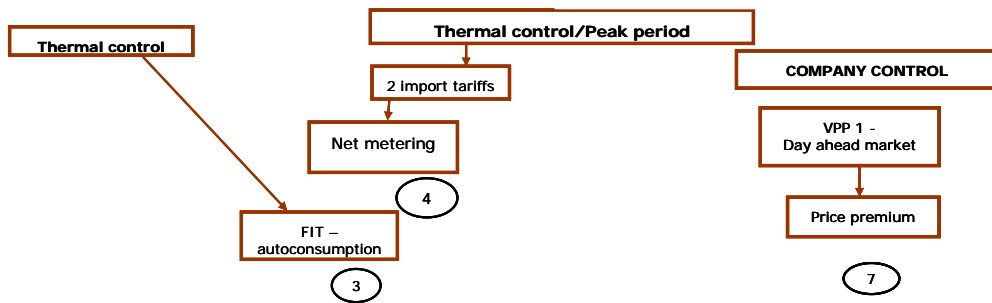 Thermal control/Peak period
Thermal control
COMPANY CONTROL
2 import tariffs
VPP 1 -
Day ahead market
Net metering
4
Price premium
FIT –
autoconsumption
7
3